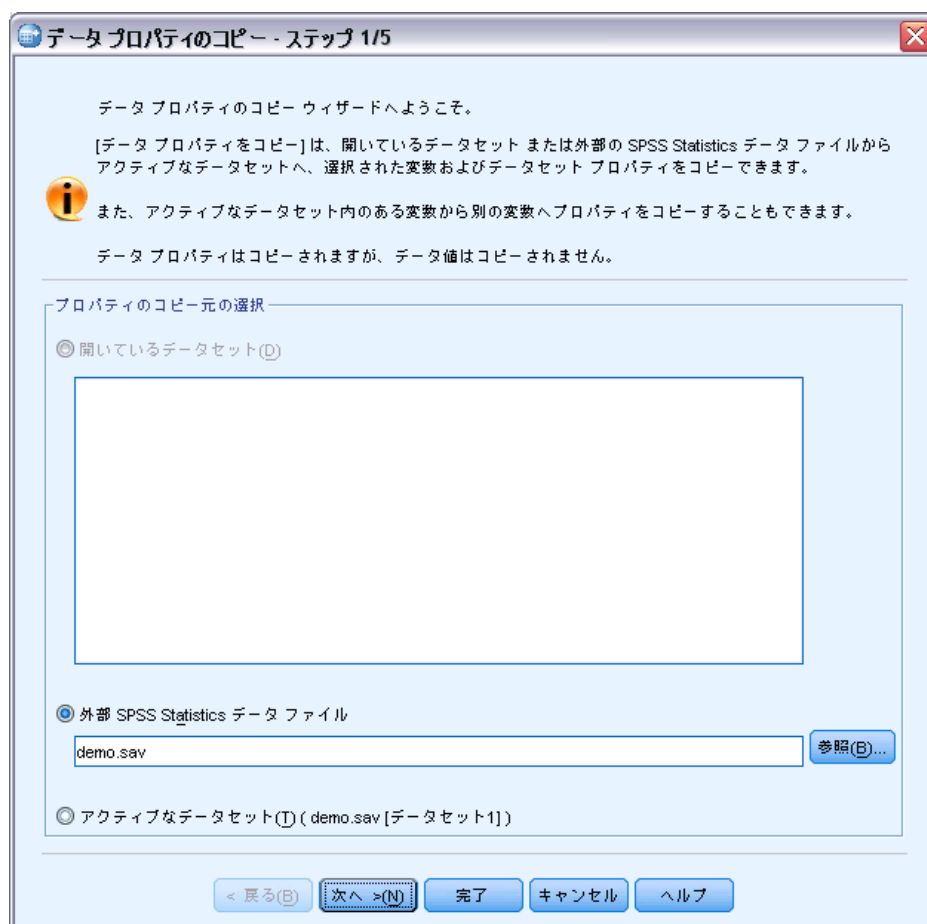 データ プロパティのコピー - ステップ 1/5
データ プロパティのコピー ウィザードへようこそ。
[データ プロパティをコピー] は、開いているデータセット または外部の SPSS Statistics データ ファイルから
アクティブなデータセットへ、選択された変数およびデータセット プロパティをコピーできます。
また、アクティブなデータセット内のある変数から別の変数へプロパティをコピーすることもできます。
データ プロパティはコピーされますが、データ値はコピーされません。
プロパティのコピー元の選択
開いているデータセット(D)
外部 SPSS Statistics データ ファイル
demo.sav
参照(B)...
アクティブなデータセット(T) ( demo.sav [データセット1] )
< 戻る(B) 次へ >(N) 完了 キャンセル ヘルプ